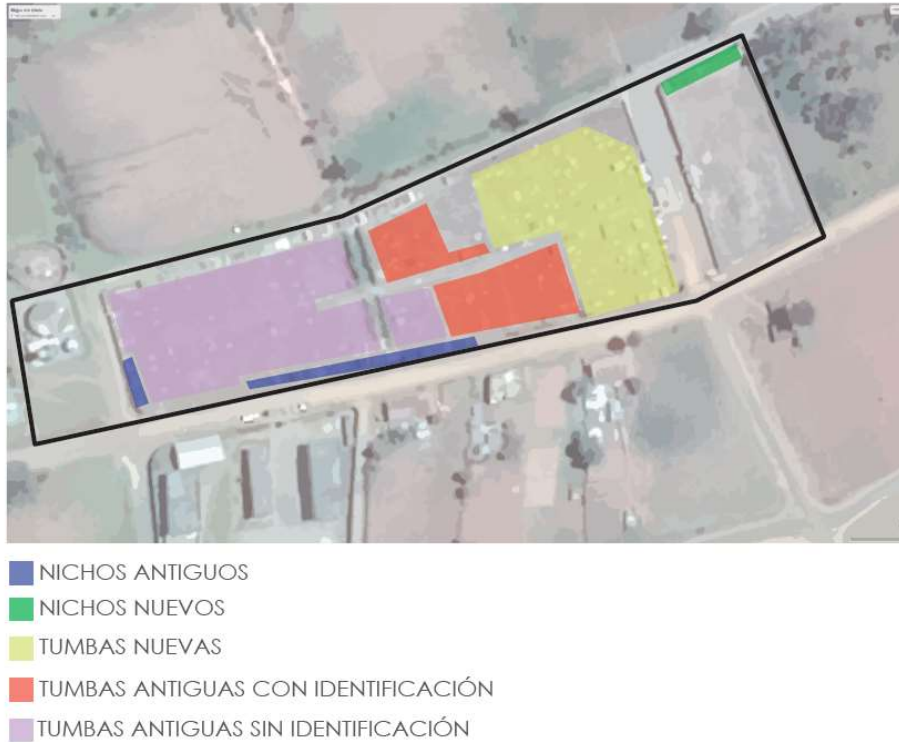 NICHOS ANTIGUOS
NICHOS NUEVOS
TUMBAS NUEVAS
TUMBAS ANTIGUAS CON IDENTIFICACIÓN
TUMBAS ANTIGUAS SIN IDENTIFICACIÓN